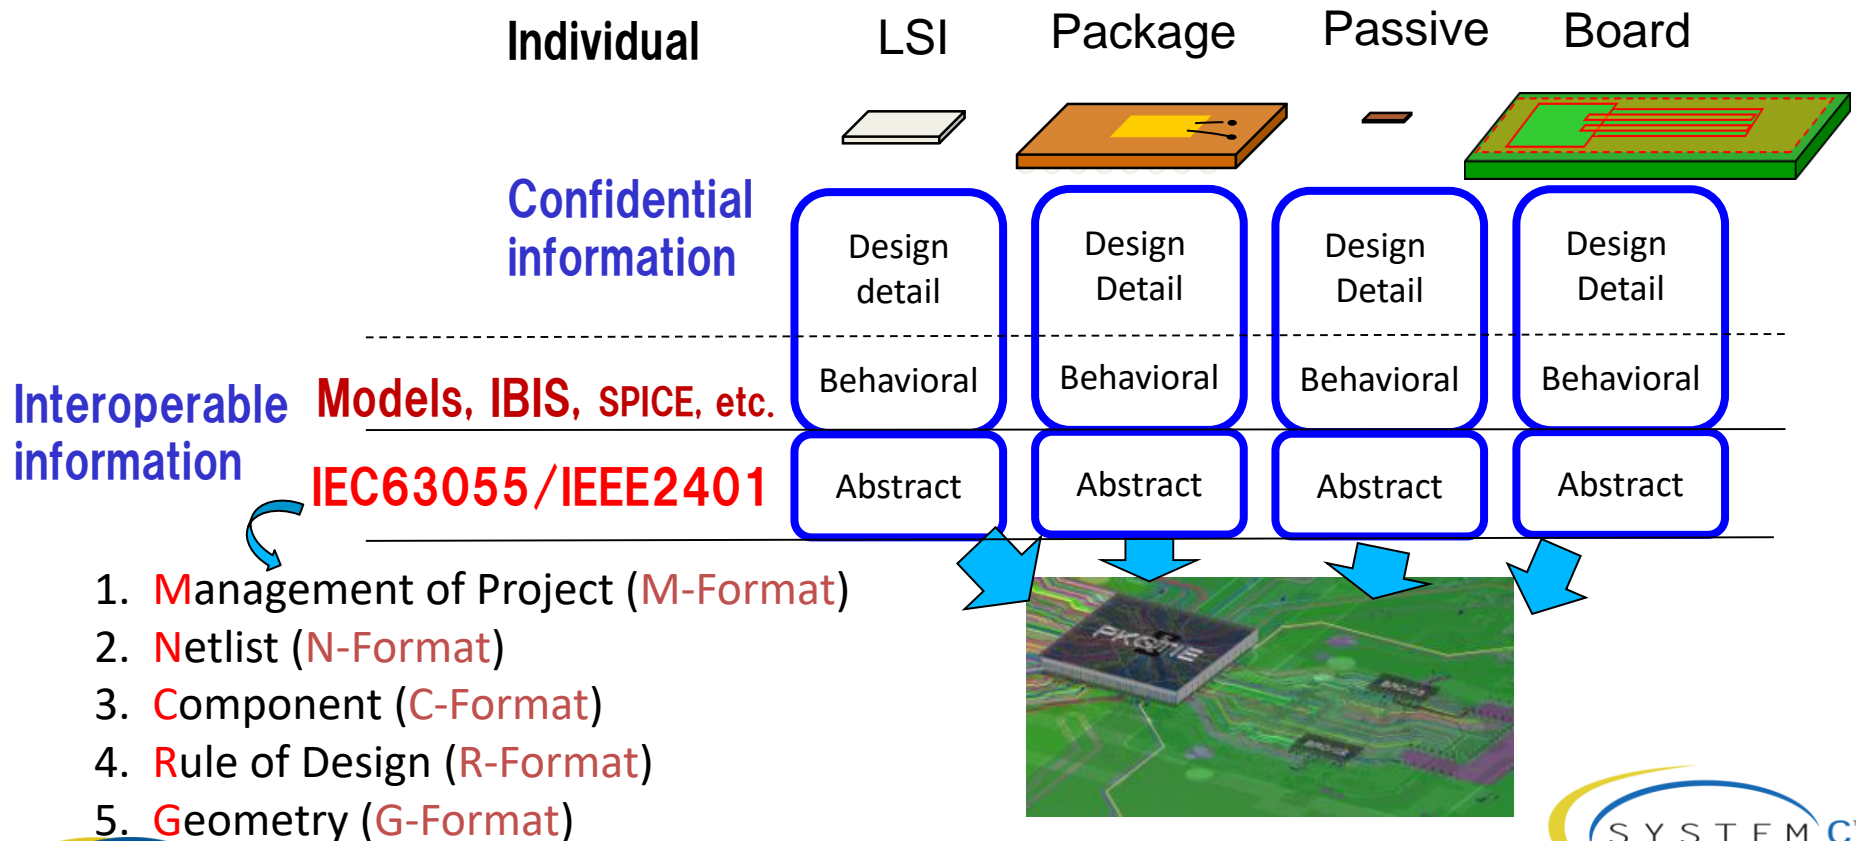 Individual LSI Package Passive Board
Confidential
information
Design
detail
Design
Detail
Design
Detail
Design
Detail
Interoperable
information
Models, IBIS, SPICE, etc.
Behavioral Behavioral Behavioral Behavioral
IEC63055/IEEE2401
Abstract Abstract Abstract Abstract
1. Management of Project (M-Format)
2. Netlist (N-Format)
3. Component (C-Format)
4. Rule of Design (R-Format)
5. Geometry (G-Format)
SYSTEM C